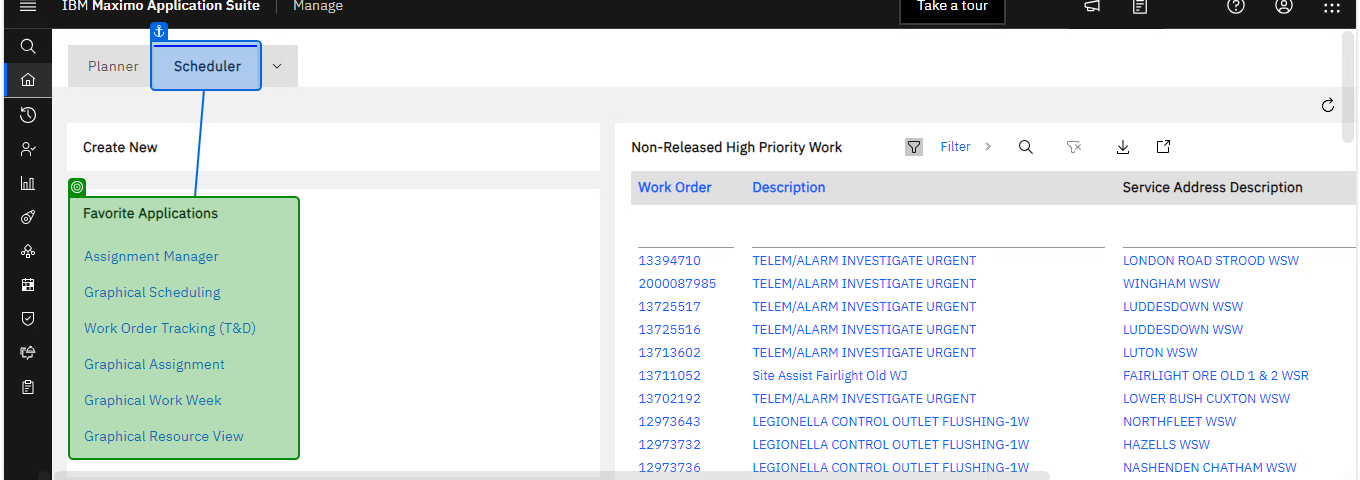 IBM Maximo Application Suite Manage Take a tour
Planner Scheduler
Create New
Favorite Applications
Assignment Manager
Graphical Scheduling
Work Order Tracking (T&D)
Graphical Assignment
Graphical Work Week
Graphical Resource View
Non-Released High Priority Work Filter
Work Order Description Service Address Description
13394710 TELEM/ALARM INVESTIGATE URGENT LONDON ROAD STROOD WSW
2000087985 TELEM/ALARM INVESTIGATE URGENT WINGHAM WSW
13725517 TELEM/ALARM INVESTIGATE URGENT LUDDESDOWN WSW
13725516 TELEM/ALARM INVESTIGATE URGENT LUDDESDOWN WSW
13713602 TELEM/ALARM INVESTIGATE URGENT LUTON WSW
13711052 Site Assist Fairlight Old WJ FAIRLIGHT ORE OLD 1 & 2 WSR
13702192 TELEM/ALARM INVESTIGATE URGENT LOWER BUSH CUXTON WSW
12973643 LEGIONELLA CONTROL OUTLET FLUSHING-1W NORTHFLEET WSW
12973732 LEGIONELLA CONTROL OUTLET FLUSHING-1W HAZELLS WSW
12973736 LEGIONELLA CONTROL OUTLET FLUSHING-1W NASHENDEN CHATHAM WSW